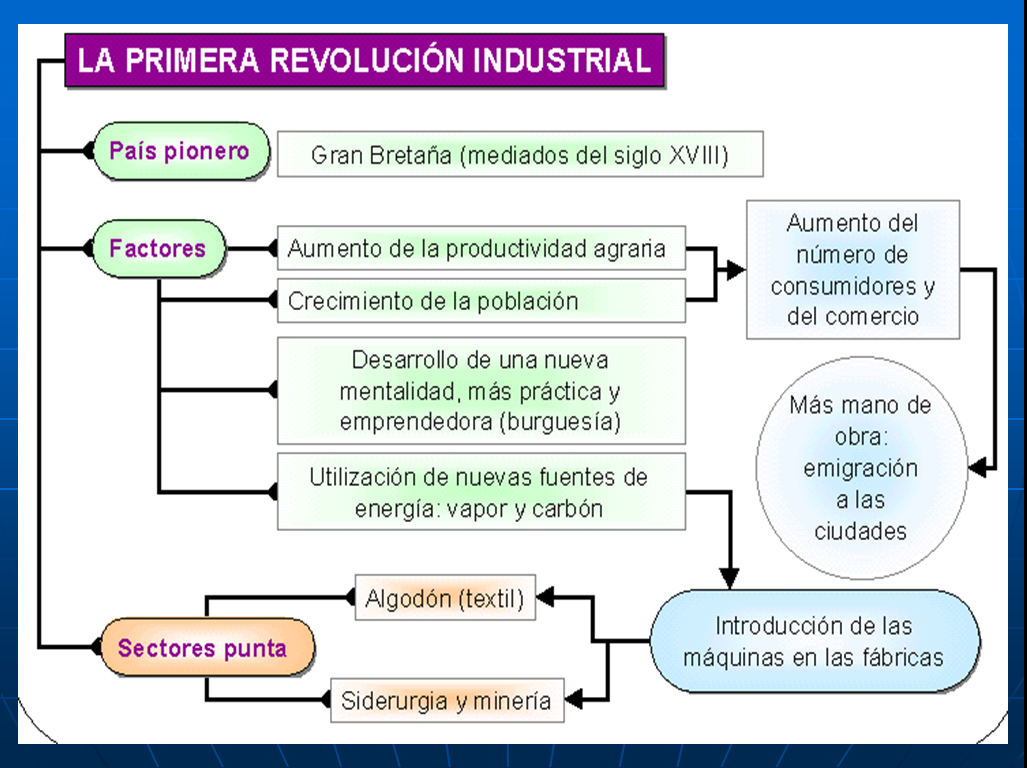 LA PRIMERA REVOLUCIÓN INDUSTRIAL
País pionero
Gran Bretaña (mediados del siglo XVIII)
Factores
Aumento de la productividad agraria
Crecimiento de la población
Aumento del
número de
consumidores y
del comercio
Desarrollo de una nueva
mentalidad, más práctica y
emprendedora (burguesía)
Más mano de
obra:
emigración
a las
ciudades
Utilización de nuevas fuentes de
energía: vapor y carbón
Introducción de las
máquinas en las fábricas
Sectores punta
Algodón (textil)
Siderurgia y minería